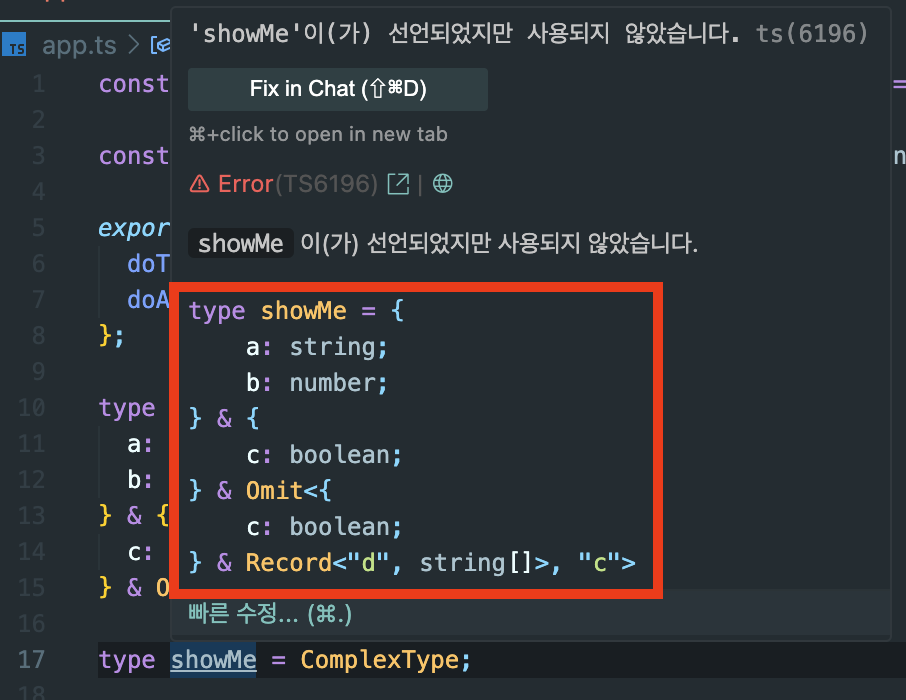 'showMe'이(가) 선언되었지만 사용되지 않았습니다. ts(6196)
TS app.ts >
Fix in Chat (⇧⌘D)
⌘+click to open in new tab
Error(TS6196) |
showMe 이(가) 선언되었지만 사용되지 않았습니다.
type showMe = {
a: string;
b: number;
} & {
c: boolean;
} & Omit<{
c: boolean;
} & Record<"d", string[]>, "c">
빠른 수정... (⌘.)
1 const =
2
3 const n
4
5 expor
6 doT
7 doA
8 };
9
10 type
11 a:
12 b:
13 } & {
14 c:
15 } & O
16
17 type showMe = ComplexType;
18